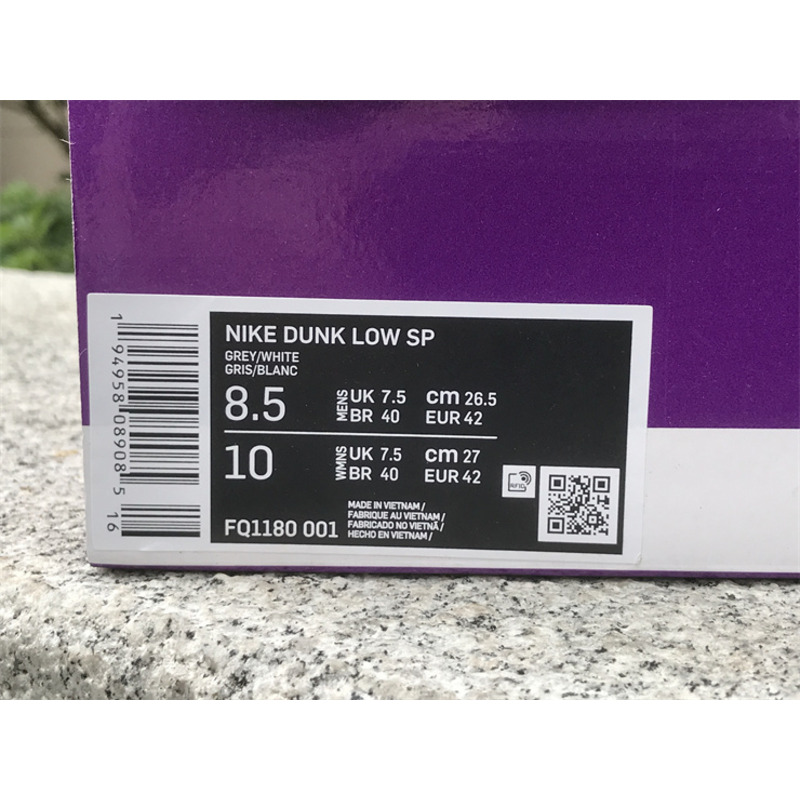 NIKE DUNK LOW SP
GREY/WHITE
GRIS/BLANC
8.5
MENS
UK 7.5 cm 26.5
BR 40 EUR 42
10
WMNS
UK 7.5 cm 27
BR 40 EUR 42
RFID
FQ1180 001
MADE IN VIETNAM /
FABRIQUE AU VIETNAM /
FABRICADO NO VIETNÃ /
HECHO EN VIETNAM /
1 94958 08908 5 16